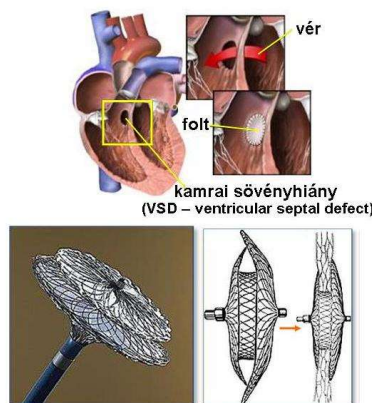 vér
folt
kamrai sövényhiány
(VSD – ventricular septal defect)